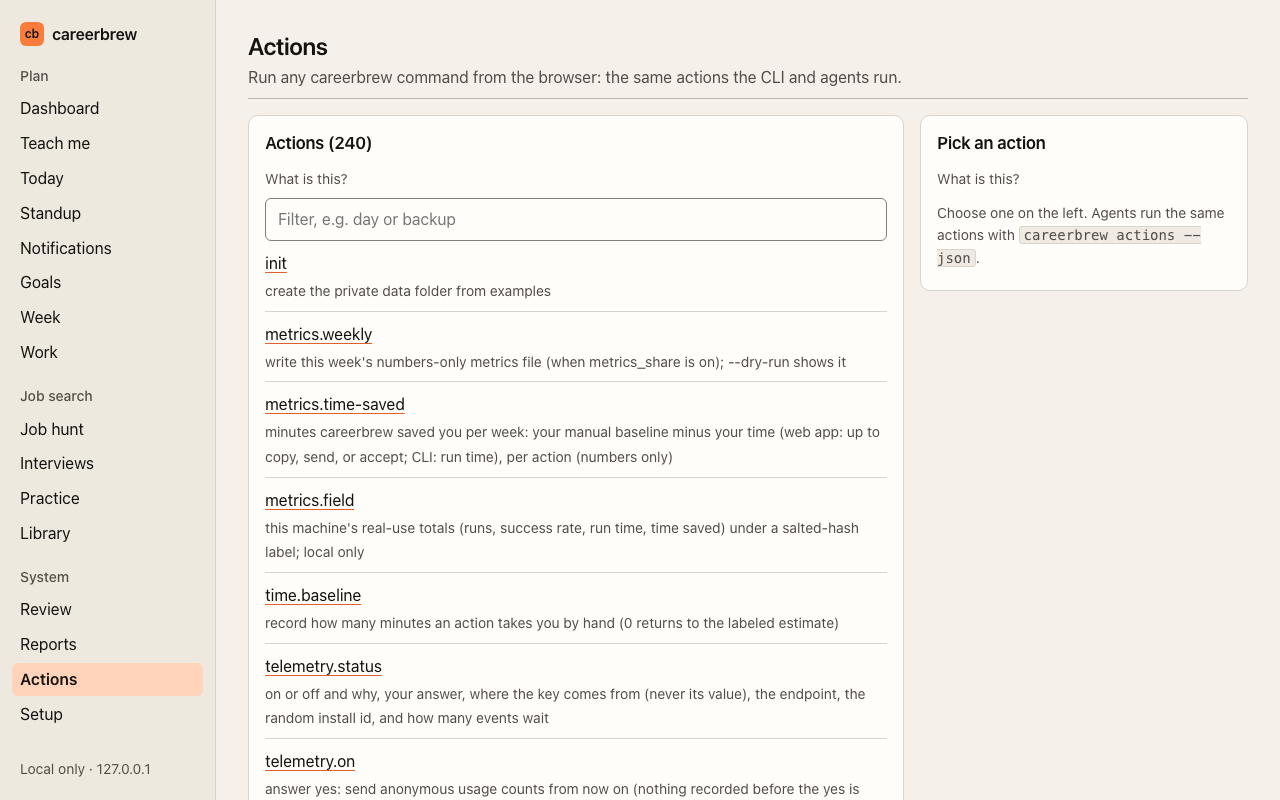 cb careerbrew
Plan
Dashboard
Teach me
Today
Standup
Notifications
Goals
Week
Work
Job search
Job hunt
Interviews
Practice
Library
System
Review
Reports
Actions
Setup
Local only · 127.0.0.1
Actions
Run any careerbrew command from the browser: the same actions the CLI and agents run.
Actions (240)
What is this?
Filter, e.g. day or backup
init
create the private data folder from examples
metrics.weekly
write this week's numbers-only metrics file (when metrics_share is on); --dry-run shows it
metrics.time-saved
minutes careerbrew saved you per week: your manual baseline minus your time (web app: up to
copy, send, or accept; CLI: run time), per action (numbers only)
metrics.field
this machine's real-use totals (runs, success rate, run time, time saved) under a salted-hash
label; local only
time.baseline
record how many minutes an action takes you by hand (0 returns to the labeled estimate)
telemetry.status
on or off and why, your answer, where the key comes from (never its value), the endpoint, the
random install id, and how many events wait
telemetry.on
answer yes: send anonymous usage counts from now on (nothing recorded before the yes is
Pick an action
What is this?
Choose one on the left. Agents run the same
actions with careerbrew actions --
json.